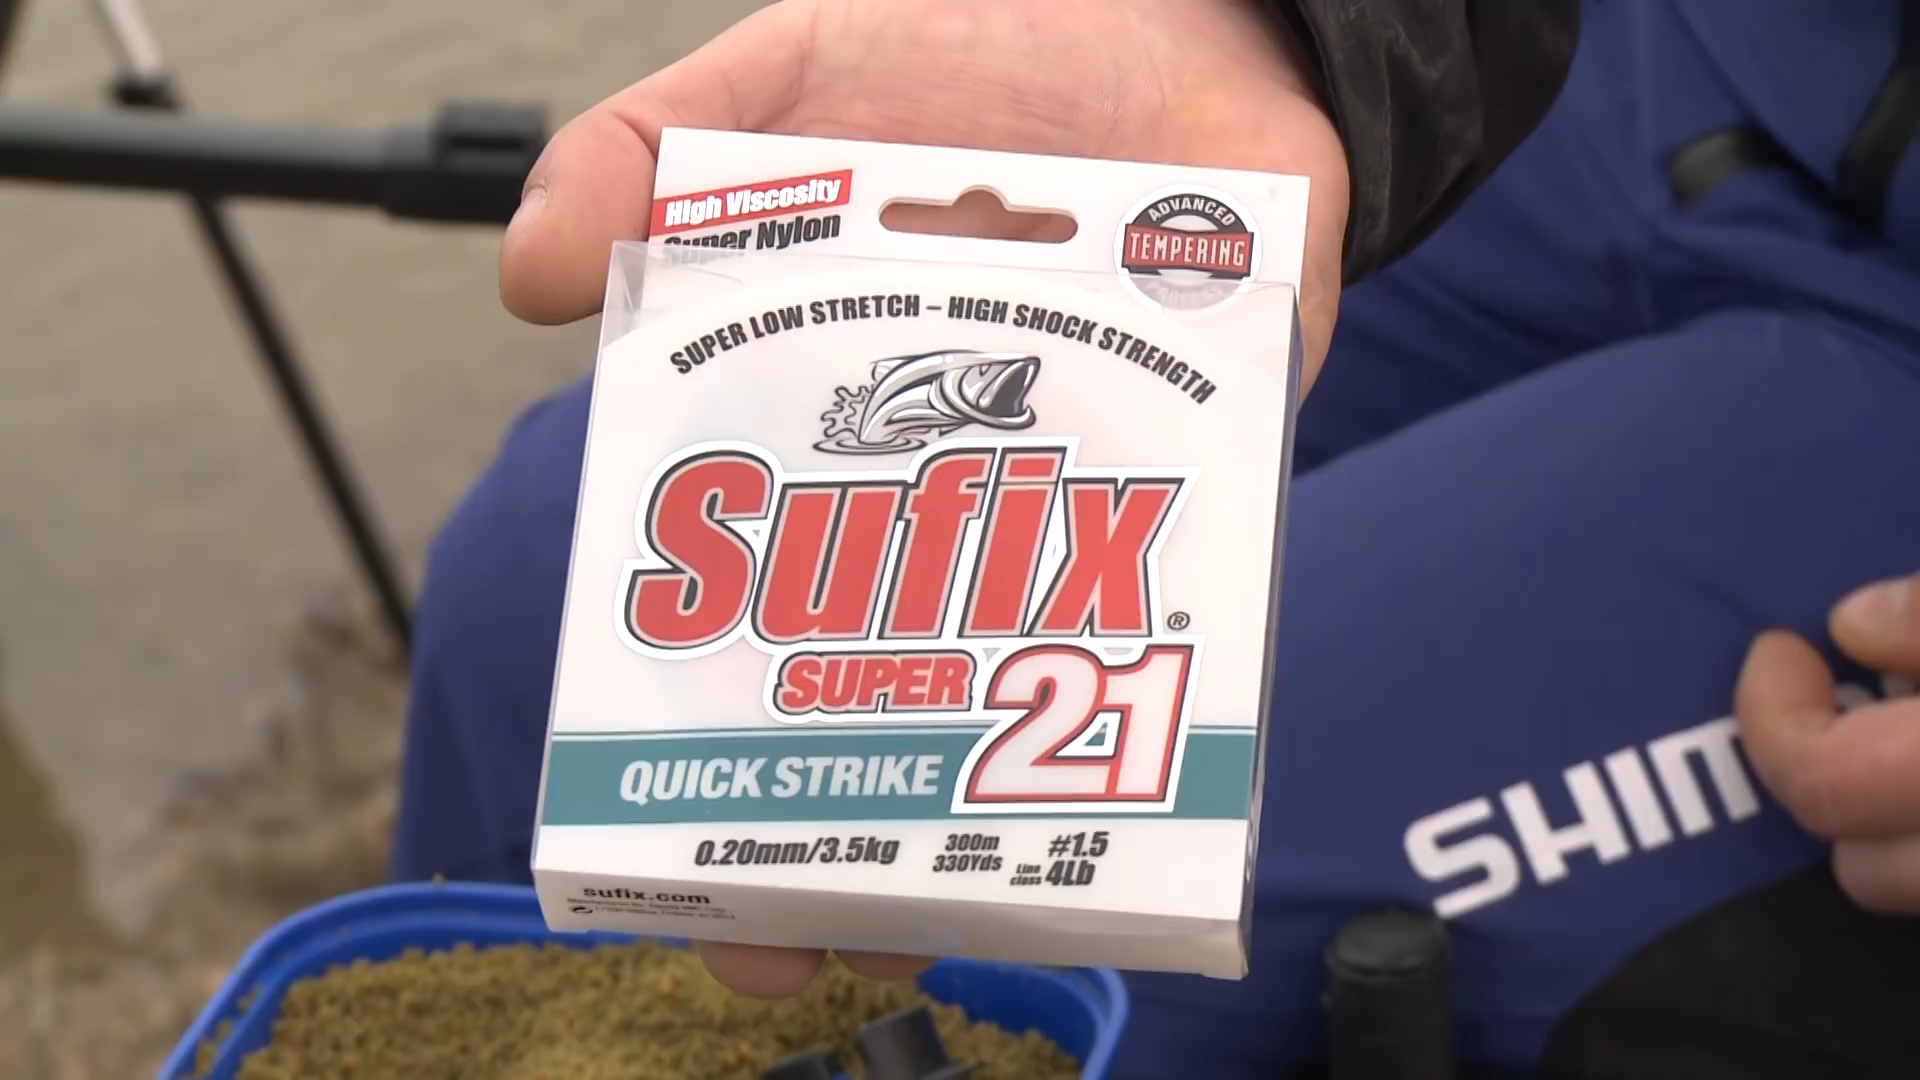 High Viscosity
Super Nylon
ADVANCED
TEMPERING
SUPER LOW STRETCH – HIGH SHOCK STRENGTH
Sufix®
SUPER 21
QUICK STRIKE
0.20mm/3.5kg
300m
330Yds
#1.5
Line class 4Lb
sufix.com
SHIM